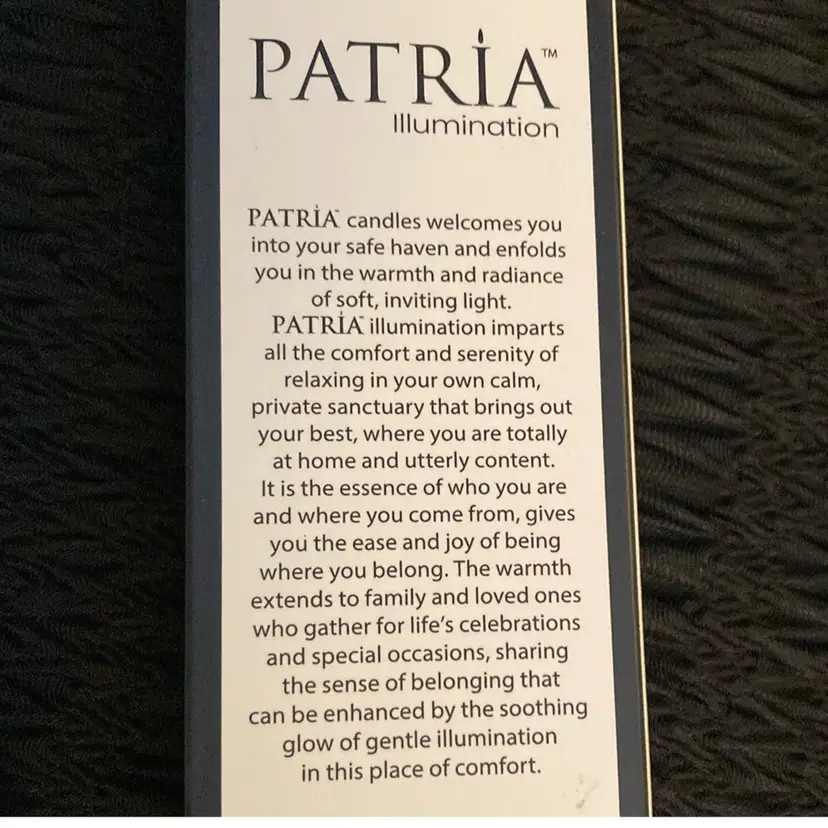 PATRİA™
Illumination
PATRİA™ candles welcomes you
into your safe haven and enfolds
you in the warmth and radiance
of soft, inviting light.
PATRİA™ illumination imparts
all the comfort and serenity of
relaxing in your own calm,
private sanctuary that brings out
your best, where you are totally
at home and utterly content.
It is the essence of who you are
and where you come from, gives
you the ease and joy of being
where you belong. The warmth
extends to family and loved ones
who gather for life's celebrations
and special occasions, sharing
the sense of belonging that
can be enhanced by the soothing
glow of gentle illumination
in this place of comfort.